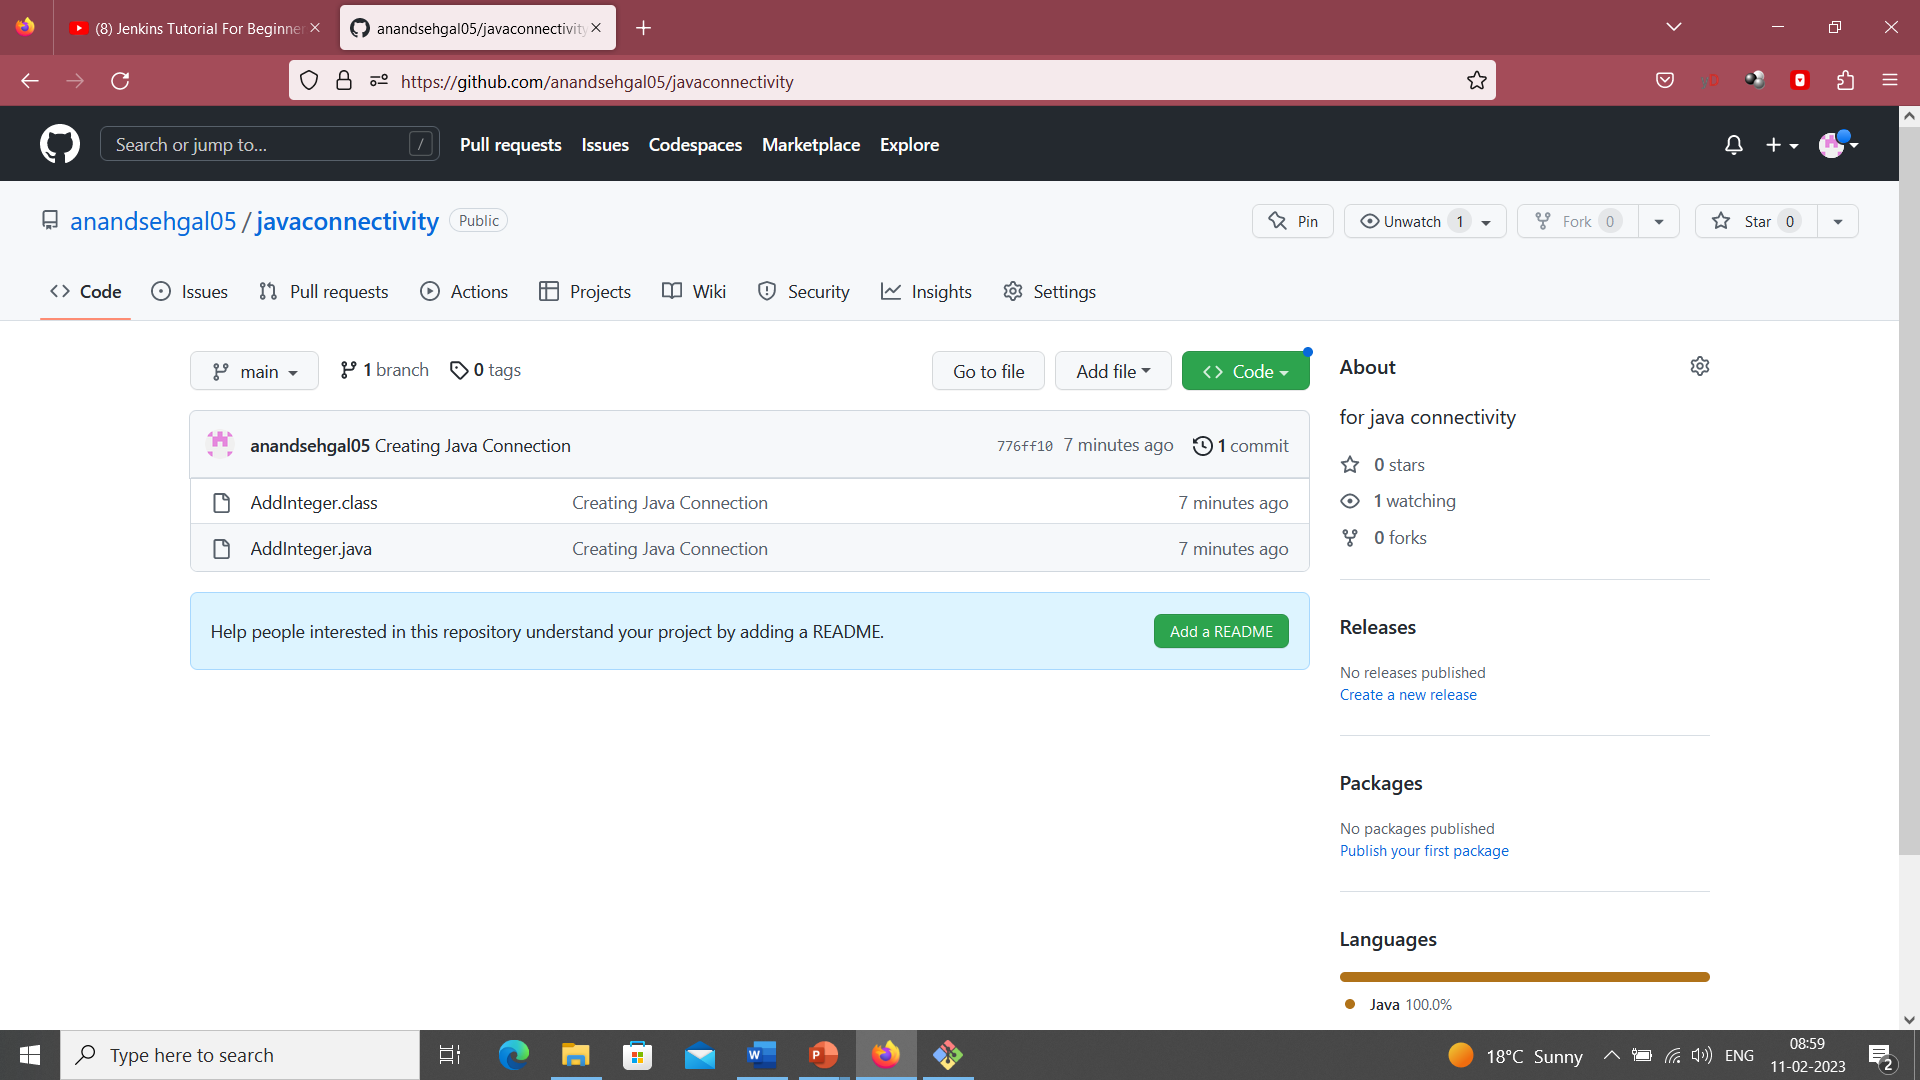 (8) Jenkins Tutorial For Beginner
anandsehgal05/javaconnectivity
https://github.com/anandsehgal05/javaconnectivity
Search or jump to... /
Pull requests Issues Codespaces Marketplace Explore
anandsehgal05 / javaconnectivity Public
Pin Unwatch 1 Fork 0 Star 0
Code Issues Pull requests Actions Projects Wiki Security Insights Settings
main 1 branch 0 tags Go to file Add file Code
anandsehgal05 Creating Java Connection 776ff10 7 minutes ago 1 commit
AddInteger.class Creating Java Connection 7 minutes ago
AddInteger.java Creating Java Connection 7 minutes ago
Help people interested in this repository understand your project by adding a README. Add a README
About
for java connectivity
0 stars
1 watching
0 forks
Releases
No releases published
Create a new release
Packages
No packages published
Publish your first package
Languages
Java 100.0%
Type here to search
18°C Sunny
ENG
08:59
11-02-2023
2